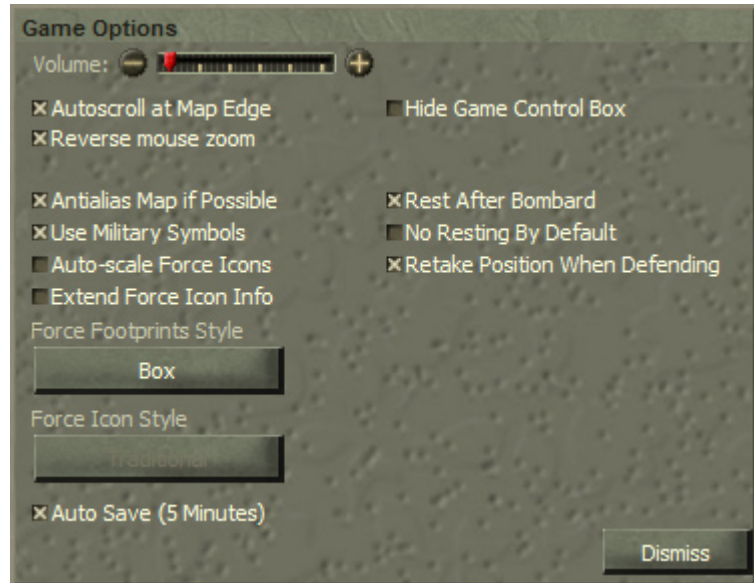 Game Options
Volume:
Autoscroll at Map Edge
Hide Game Control Box
Reverse mouse zoom
Antialias Map if Possible
Rest After Bombard
Use Military Symbols
No Resting By Default
Auto-scale Force Icons
Retake Position When Defending
Extend Force Icon Info
Force Footprints Style
Box
Force Icon Style
Traditional
Auto Save (5 Minutes)
Dismiss